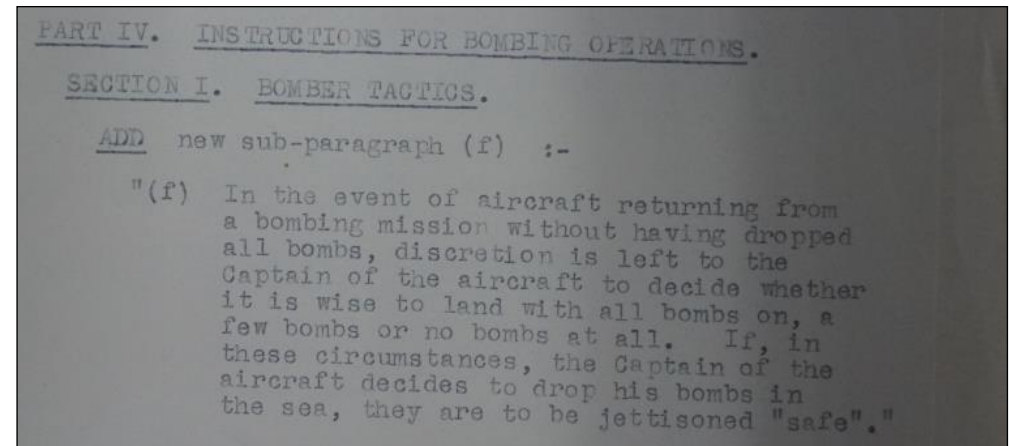 PART IV. INSTRUCTIONS FOR BOMBING OPERATIONS.
SECTION I. BOMBER TACTICS.
ADD new sub-paragraph (f) :-
"(f) In the event of aircraft returning from
a bombing mission without having dropped
all bombs, discretion is left to the
Captain of the aircraft to decide whether
it is wise to land with all bombs on, a
few bombs or no bombs at all. If, in
these circumstances, the Captain of the
aircraft decides to drop his bombs in
the sea, they are to be jettisoned "safe"."